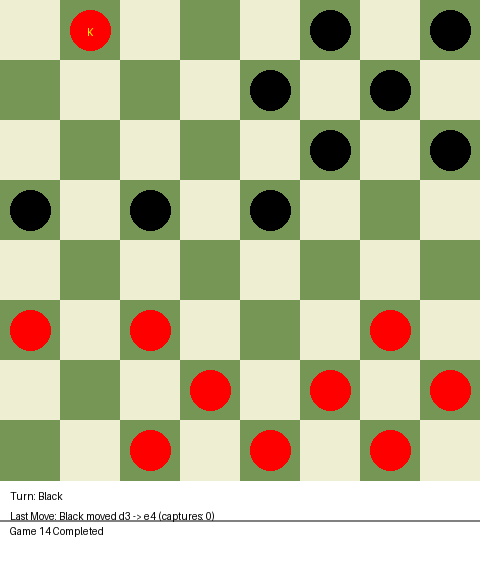 K
Turn: Black
Last Move: Black moved d3 -> e4 (captures: 0)
Game 14 Completed